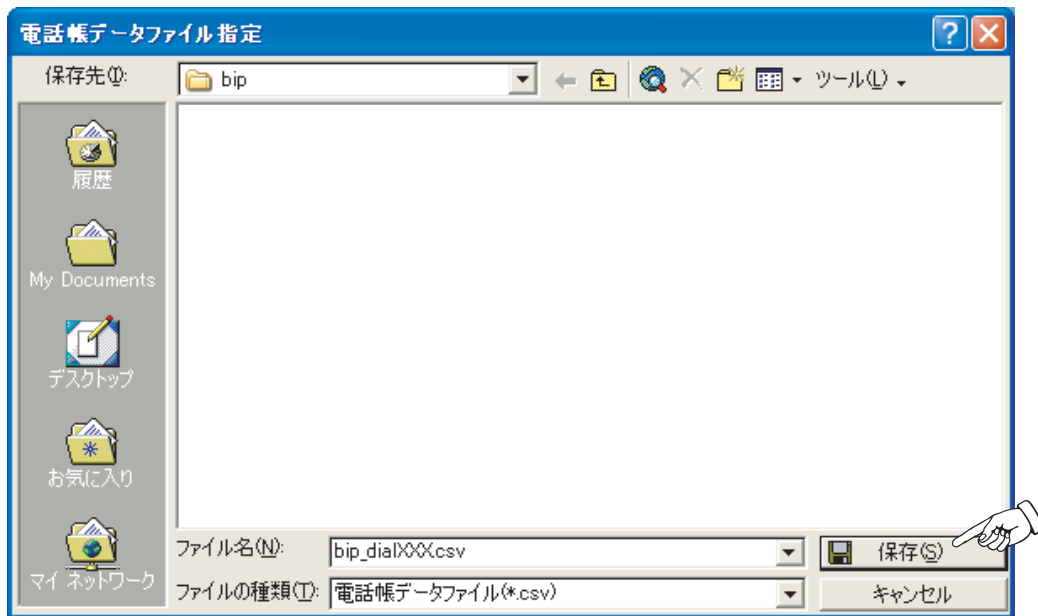 電話帳データファイル指定
保存先(I):
bip
ツール(L)
履歴
My Documents
デスクトップ
お気に入り
マイ ネットワーク
ファイル名(N):
bip_dialXXX.csv
保存(S)
ファイルの種類(T):
電話帳データファイル(*.csv)
キャンセル